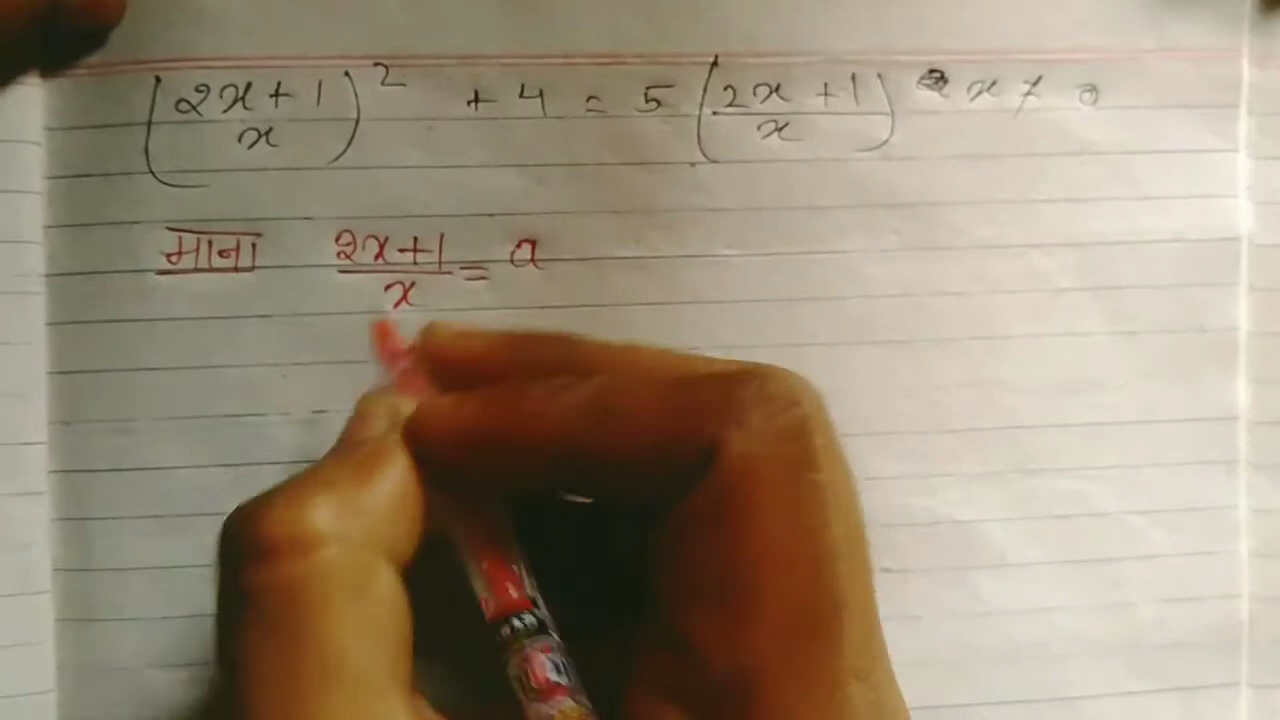 (2x+1/x)² + 4 = 5 (2x+1/x) x ≠ 0
माना 2x+1/x = a